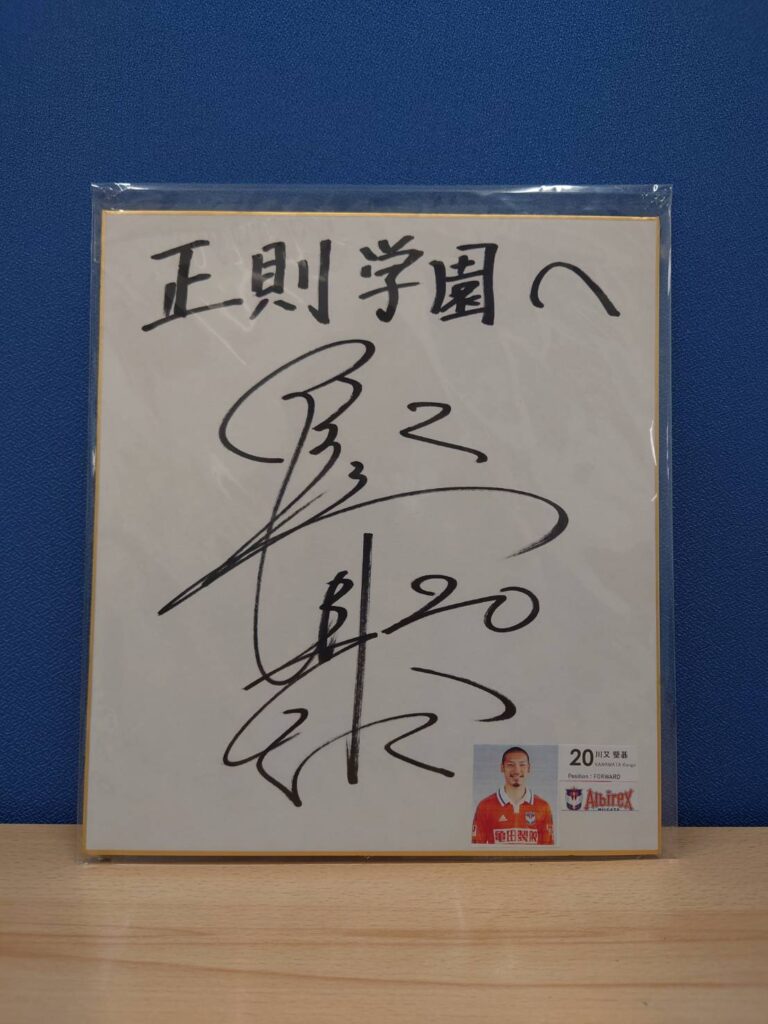 正則学園へ
20
20 川又 堅碁
KAWAMATA Kengo
Position : FORWARD
Albirex
NIIGATA
亀田製菓